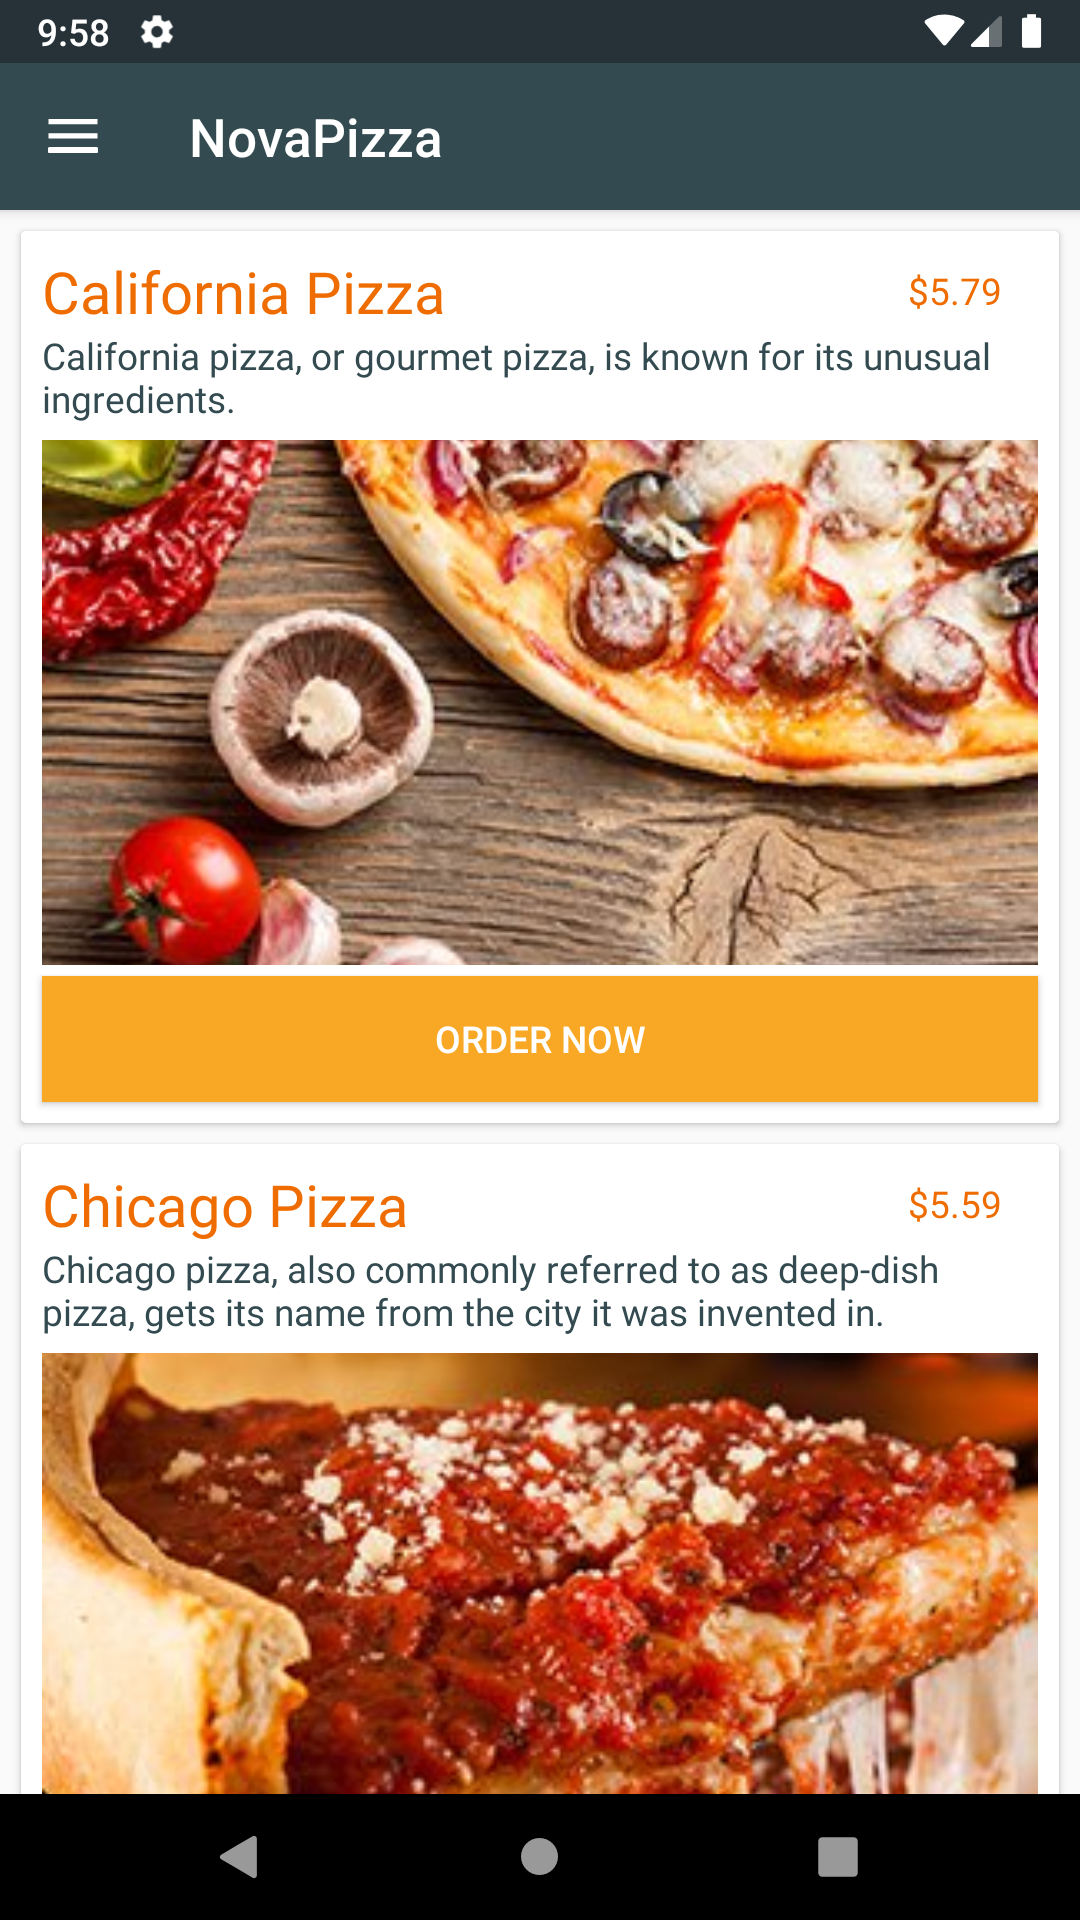 9:58
NovaPizza
California Pizza
$5.79
California pizza, or gourmet pizza, is known for its unusual
ingredients.
ORDER NOW
Chicago Pizza
$5.59
Chicago pizza, also commonly referred to as deep-dish
pizza, gets its name from the city it was invented in.